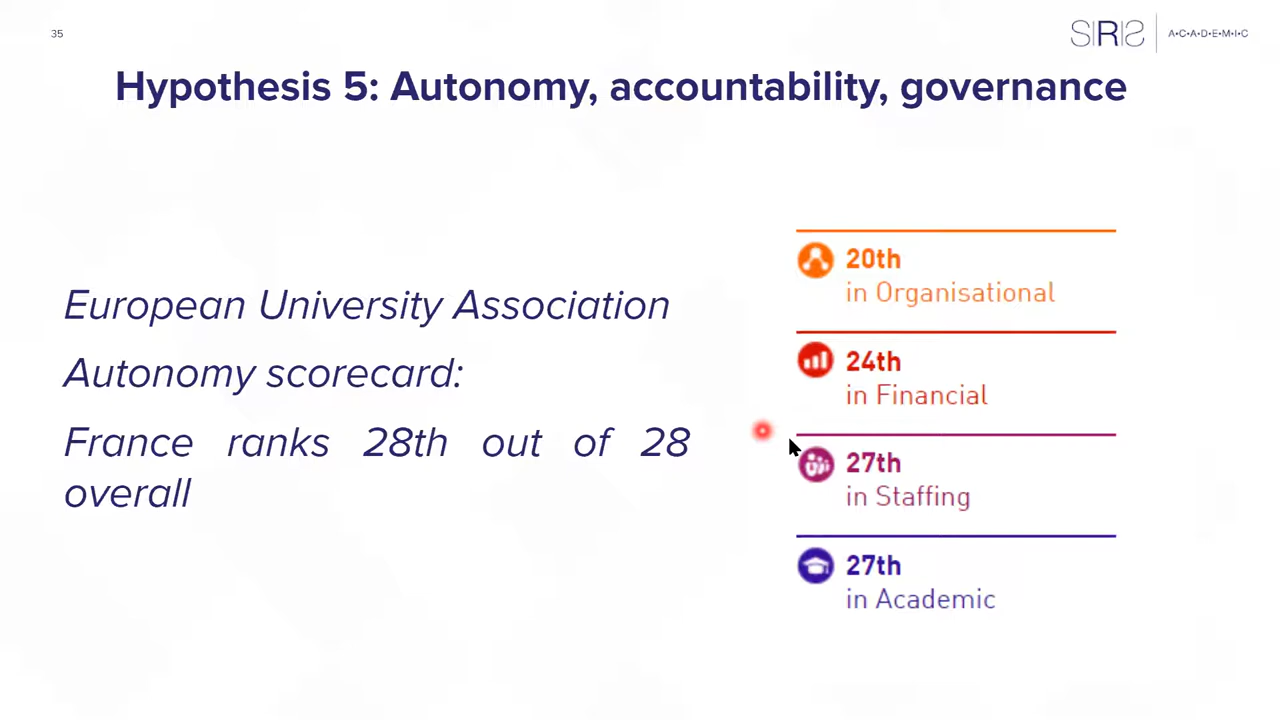 35
SIRIS
A•C•A•D•E•M•I•C
Hypothesis 5: Autonomy, accountability, governance
European University Association
Autonomy scorecard:
France ranks 28th out of 28
overall
20th
in Organisational
24th
in Financial
27th
in Staffing
27th
in Academic